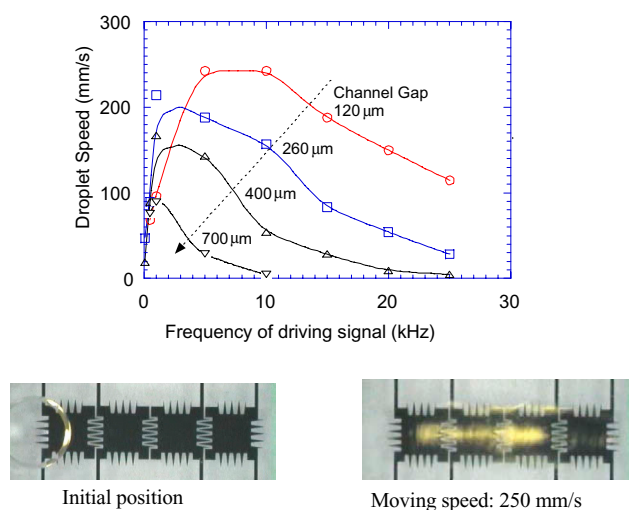 300
200
100
0
Droplet Speed (mm/s)
Channel Gap
120 μm
260 μm
400 μm
700 μm
0 10 20 30
Frequency of driving signal (kHz)
Initial position
Moving speed: 250 mm/s